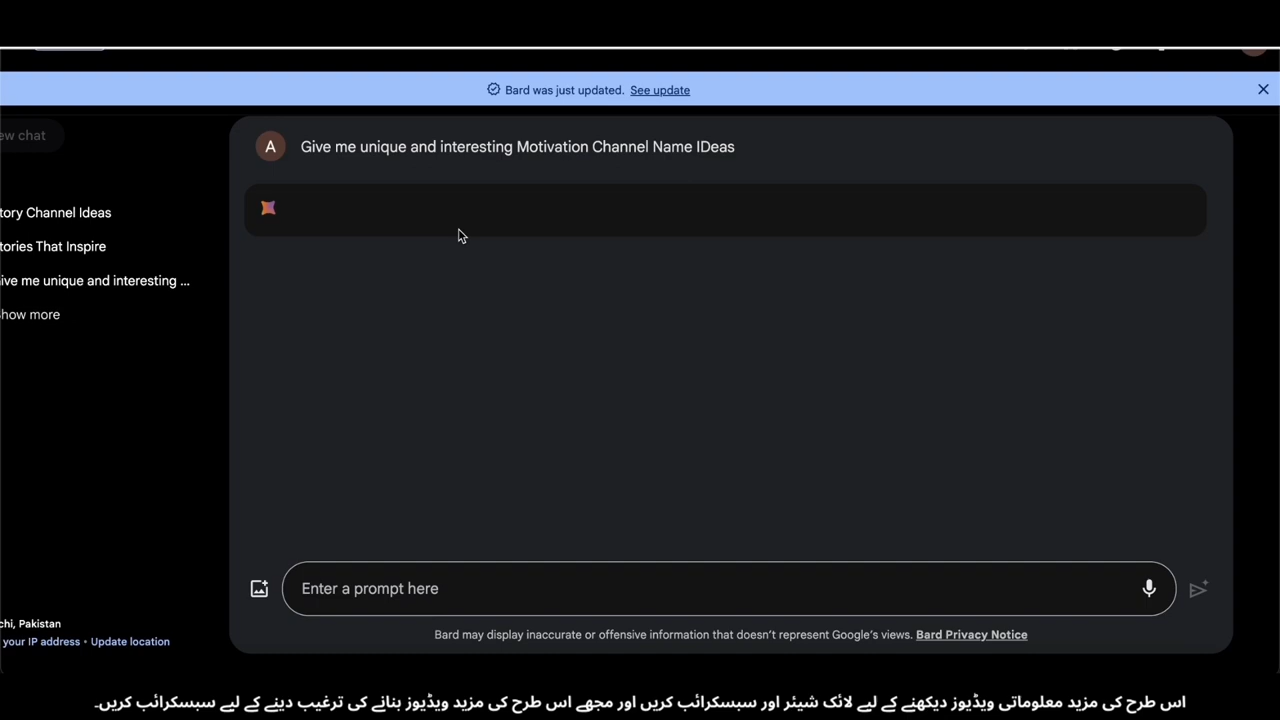 Bard was just updated. See update
ew chat
A
Give me unique and interesting Motivation Channel Name IDeas
tory Channel Ideas
tories That Inspire
ive me unique and interesting ...
Show more
Enter a prompt here
chi, Pakistan
your IP address • Update location
Bard may display inaccurate or offensive information that doesn't represent Google's views. Bard Privacy Notice
اس طرح کی مزید معلوماتی ویڈیوز دیکھنے کے لیے لائک شیئر اور سبسکرائب کریں اور مجھے اس طرح کی مزید ویڈیوز بنانے کی ترغیب دینے کے لیے سبسکرائب کریں۔